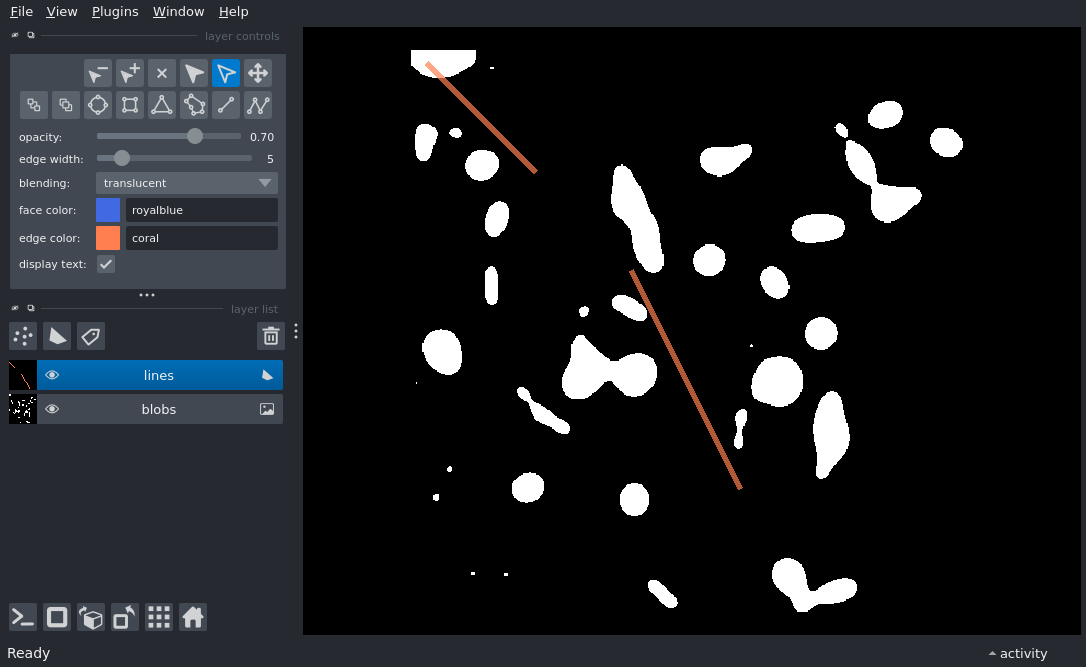 File View Plugins Window Help
layer controls
opacity: 0.70
edge width: 5
blending: translucent
face color: royalblue
edge color: coral
display text:
layer list
lines
blobs
Ready
activity